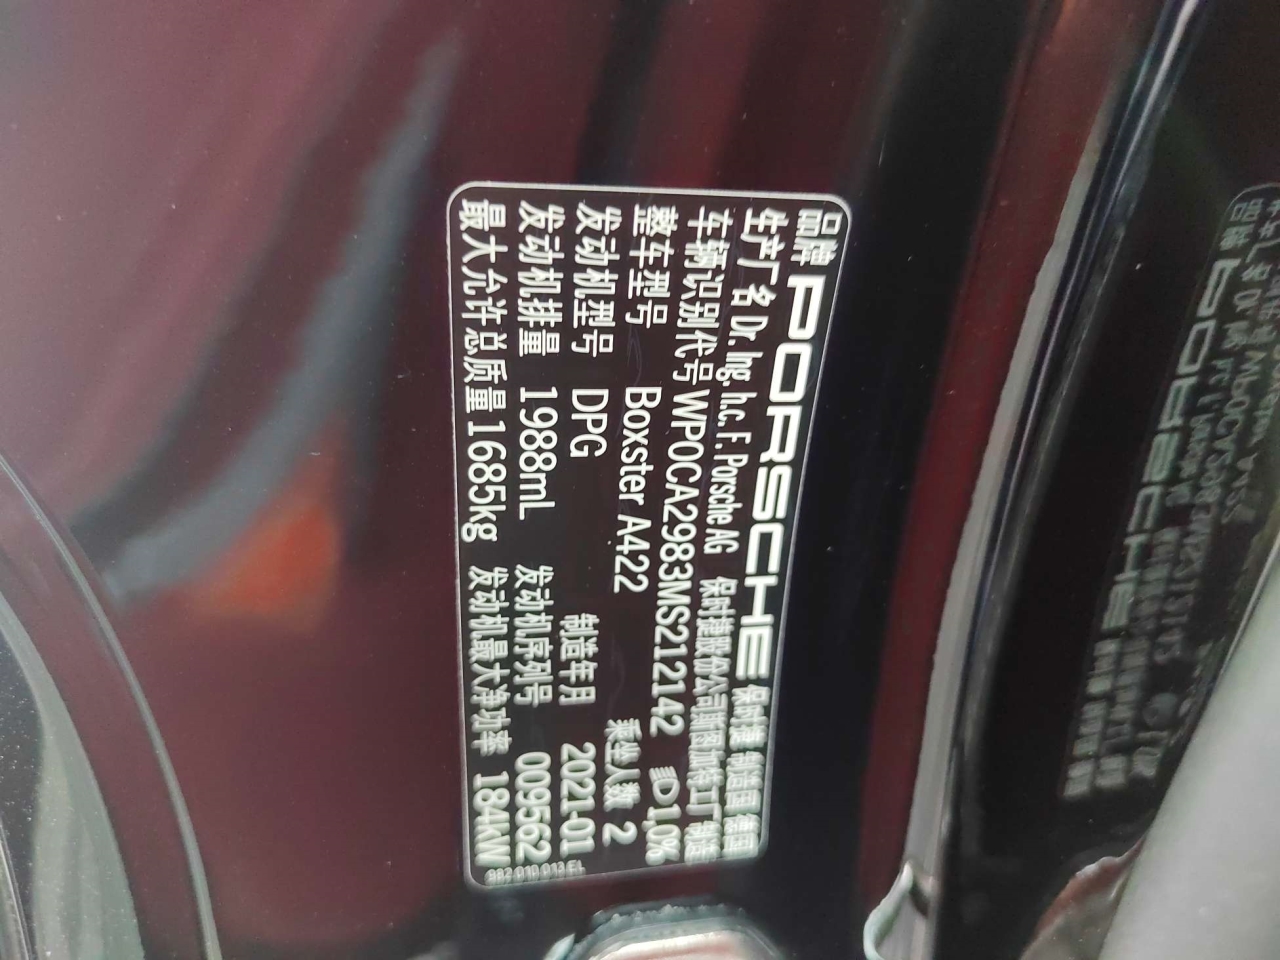 品牌 PORSCHE 保时捷 制造国 德国
生产厂名 Dr. Ing. h.c. F. Porsche AG 保时捷股份公司斯图加特工厂制造
车辆识别代号 WP0CA2983MS212142 1,0%
整车型号 Boxster A422 乘坐人数 2
发动机型号 DPG 制造年月 2021-01
发动机排量 1988mL 发动机序列号 009562
最大允许总质量 1685kg 发动机最大净功率 184kW
982.010.013.EL